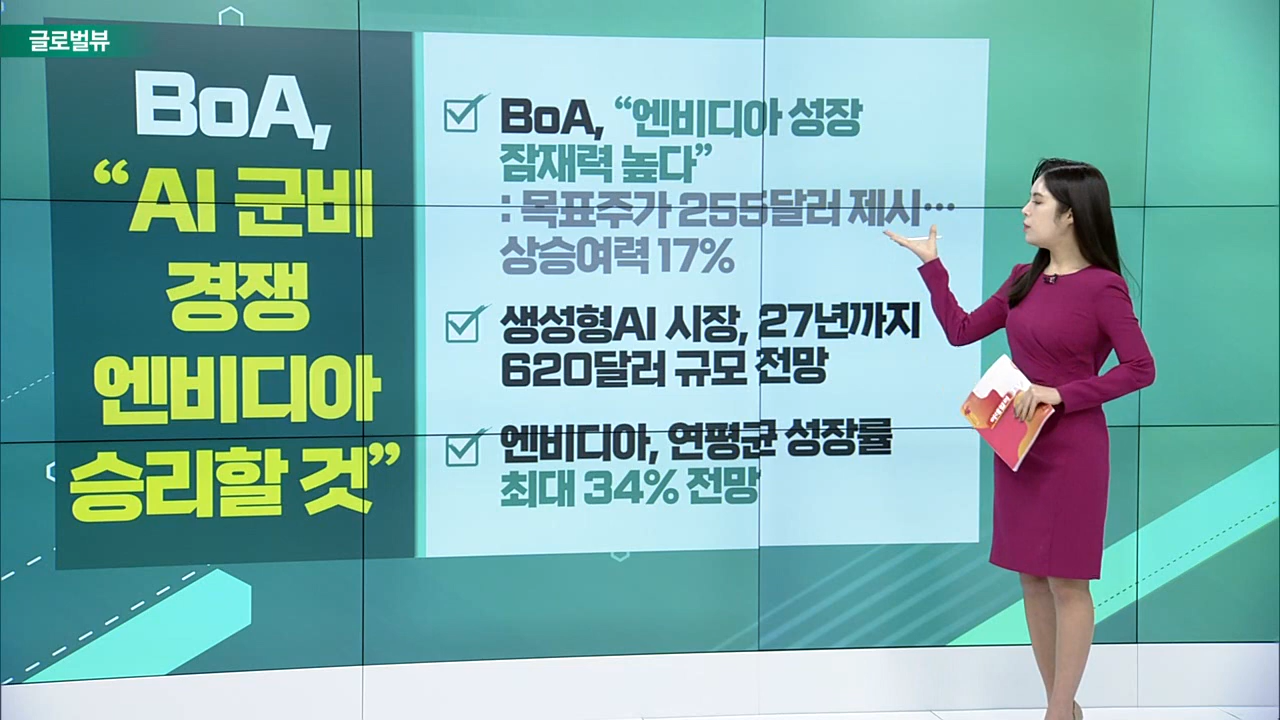 글로벌뷰
BoA,
“AI 군비
경쟁
엔비디아
승리할 것”
BoA, “엔비디아 성장
잠재력 높다”
: 목표주가 255달러 제시…
상승여력 17%
생성형AI 시장, 27년까지
620달러 규모 전망
엔비디아, 연평균 성장률
최대 34% 전망